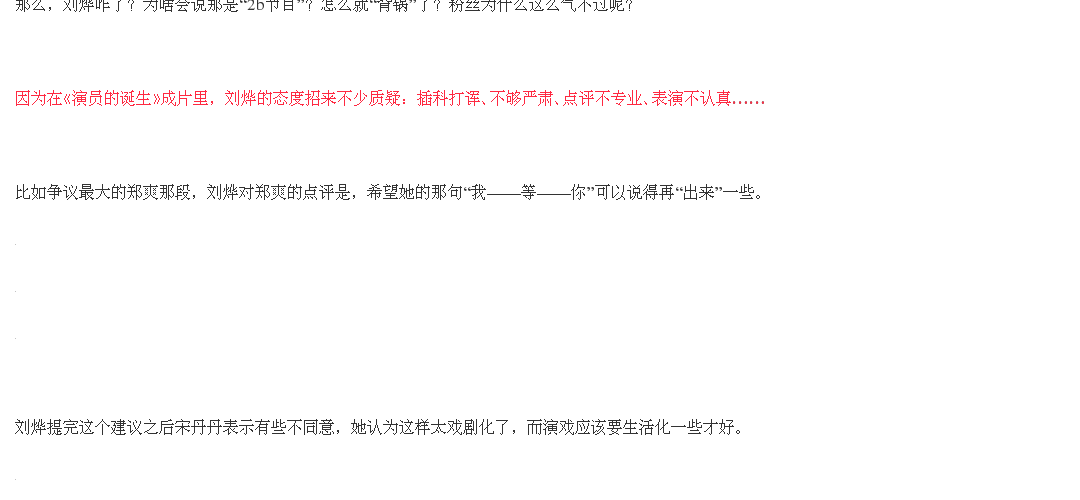 那么，刘烨咋了？为啥会说那是“2b节目”？怎么就“背锅”了？粉丝为什么这么气不过呢？
因为在《演员的诞生》成片里，刘烨的态度招来不少质疑：插科打诨、不够严肃、点评不专业、表演不认真……
比如争议最大的郑爽那段，刘烨对郑爽的点评是，希望她的那句“我——等——你”可以说得再“出来”一些。
刘烨提完这个建议之后宋丹丹表示有些不同意，她认为这样太戏剧化了，而演戏应该要生活化一些才好。